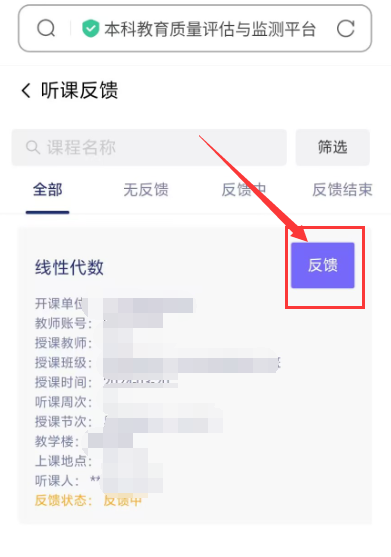 本科教育质量评估与监测平台
听课反馈
课程名称 筛选
全部 无反馈 反馈中 反馈结束
线性代数 反馈
开课单位
教师账号：
授课教师：
授课班级：
授课时间：
听课周次：
授课节次：
教学楼：
上课地点：
听课人： **
反馈状态： 反馈中